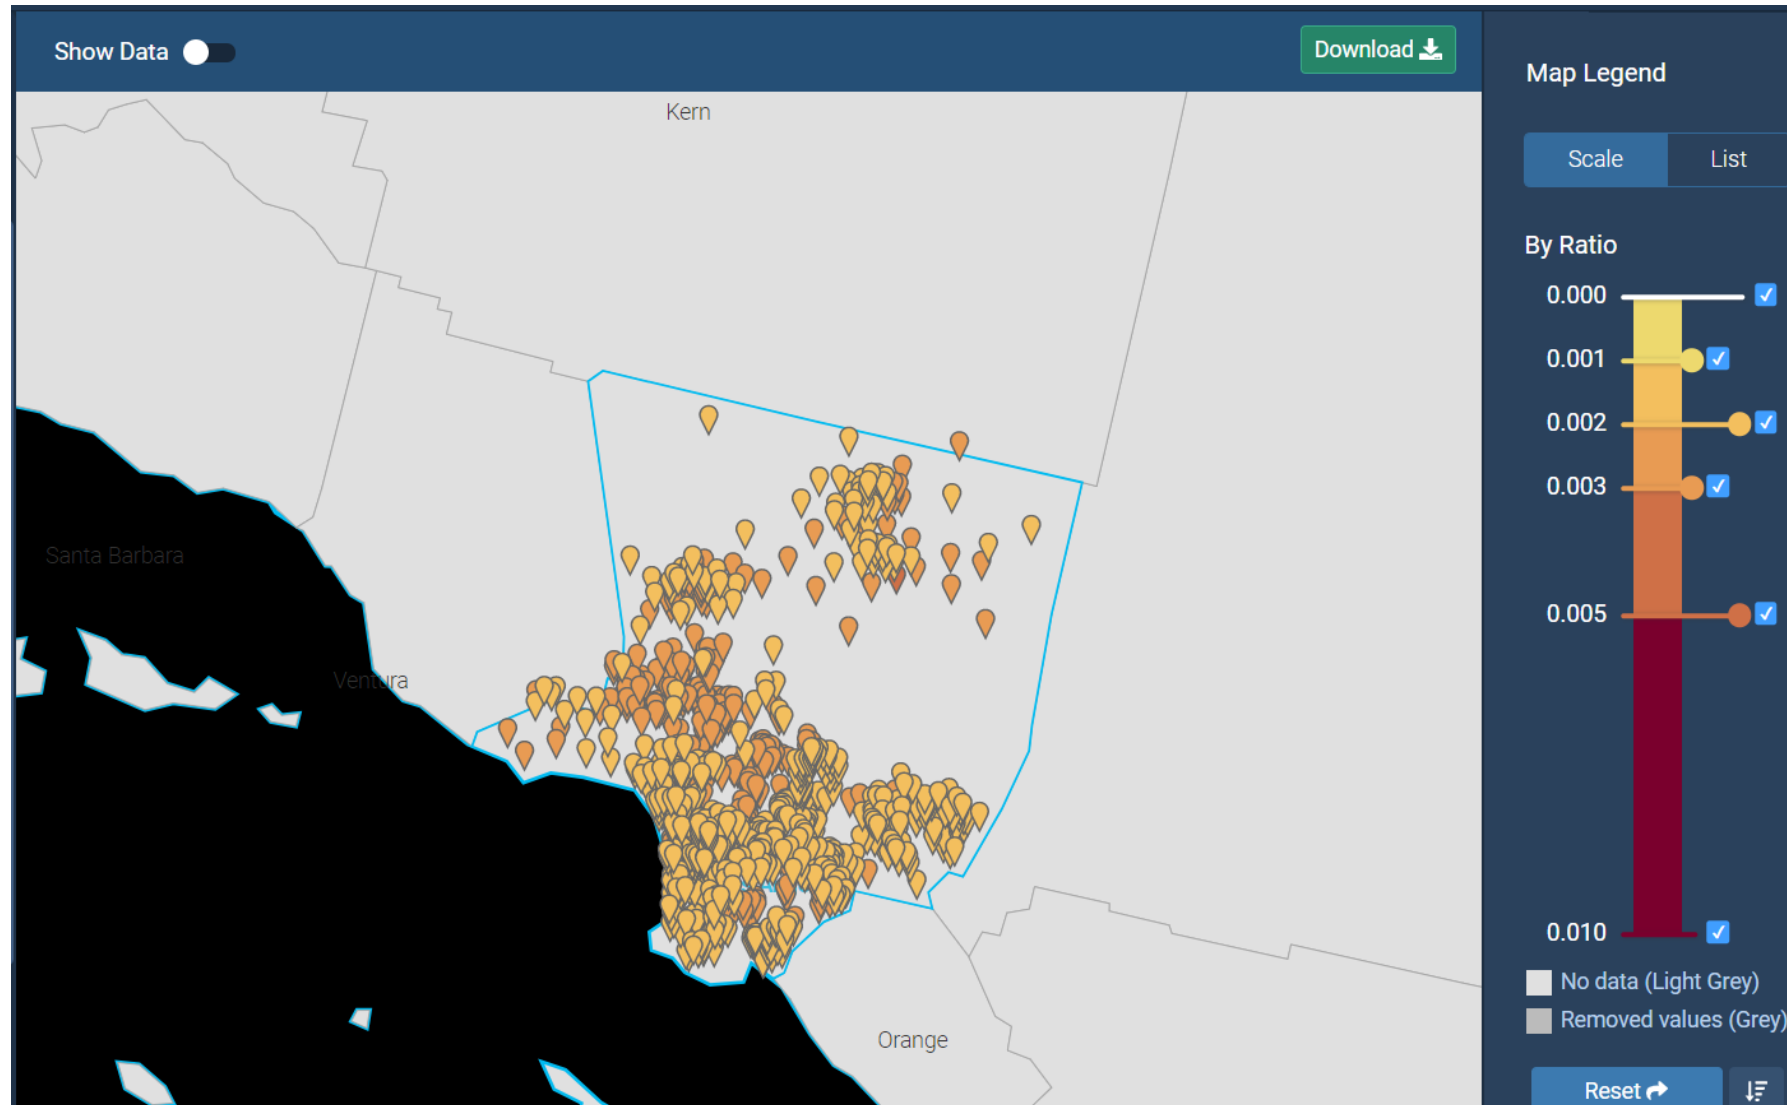 Show Data
Download
Map Legend
Kern
Scale
List
By Ratio
0.000
0.001
0.002
0.003
Santa Barbara
0.005
Ventura
0.010
No data (Light Grey)
Removed values (Grey)
Orange
Reset